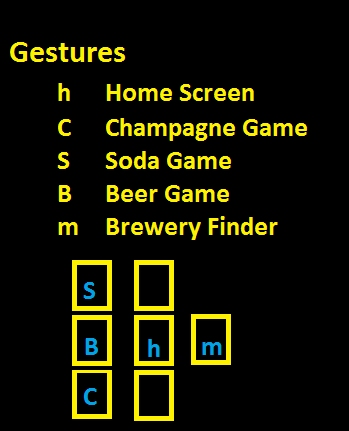 Gestures
h Home Screen
C Champagne Game
S Soda Game
B Beer Game
m Brewery Finder
S
B h m
C